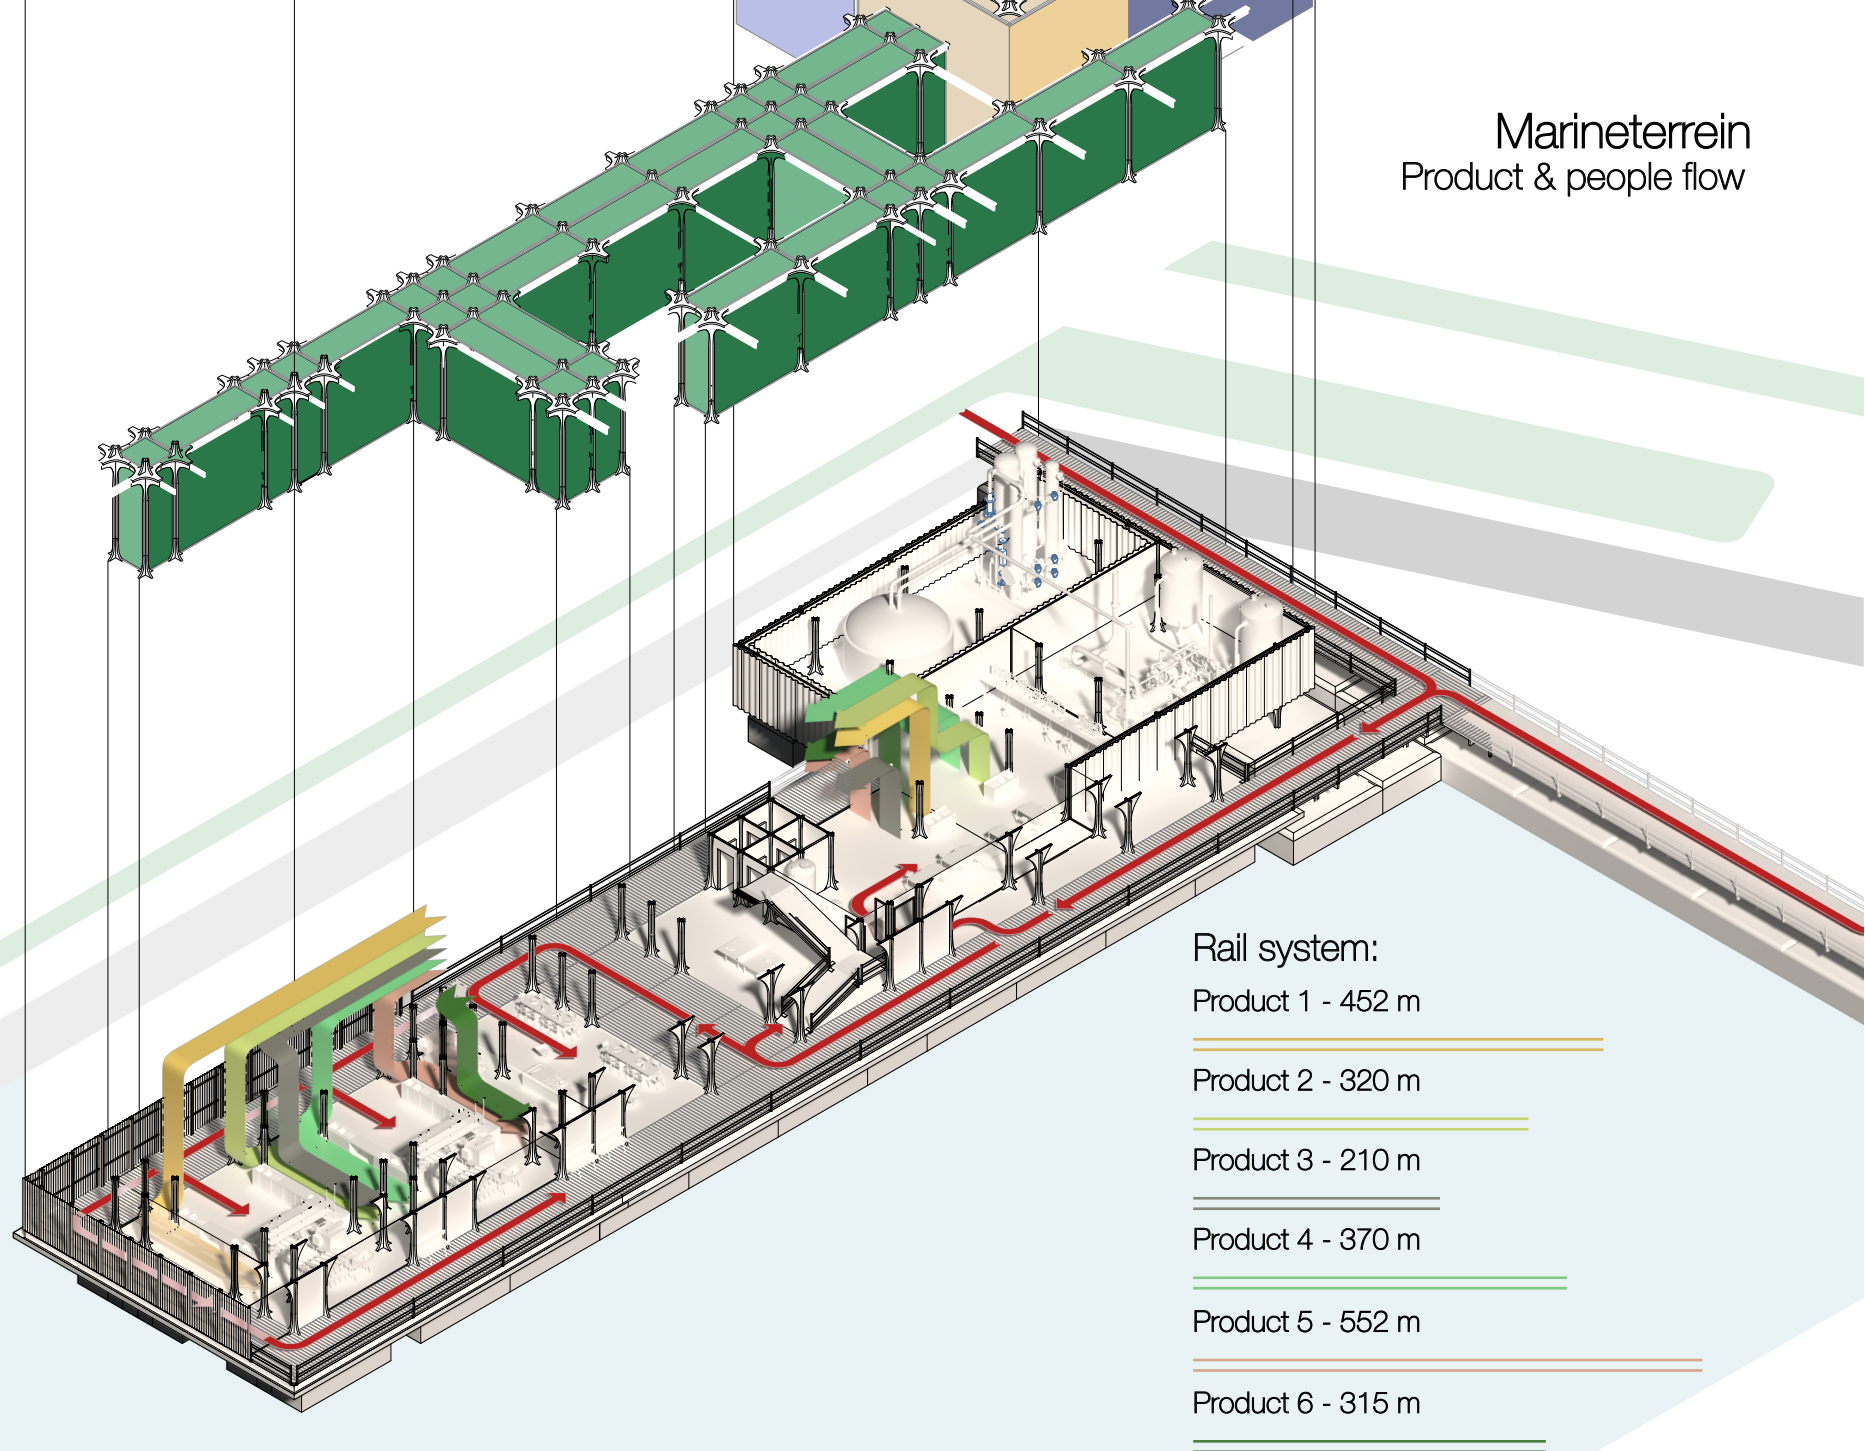 Marineterrein
Product & people flow
Rail system:
Product 1 - 452 m
Product 2 - 320 m
Product 3 - 210 m
Product 4 - 370 m
Product 5 - 552 m
Product 6 - 315 m